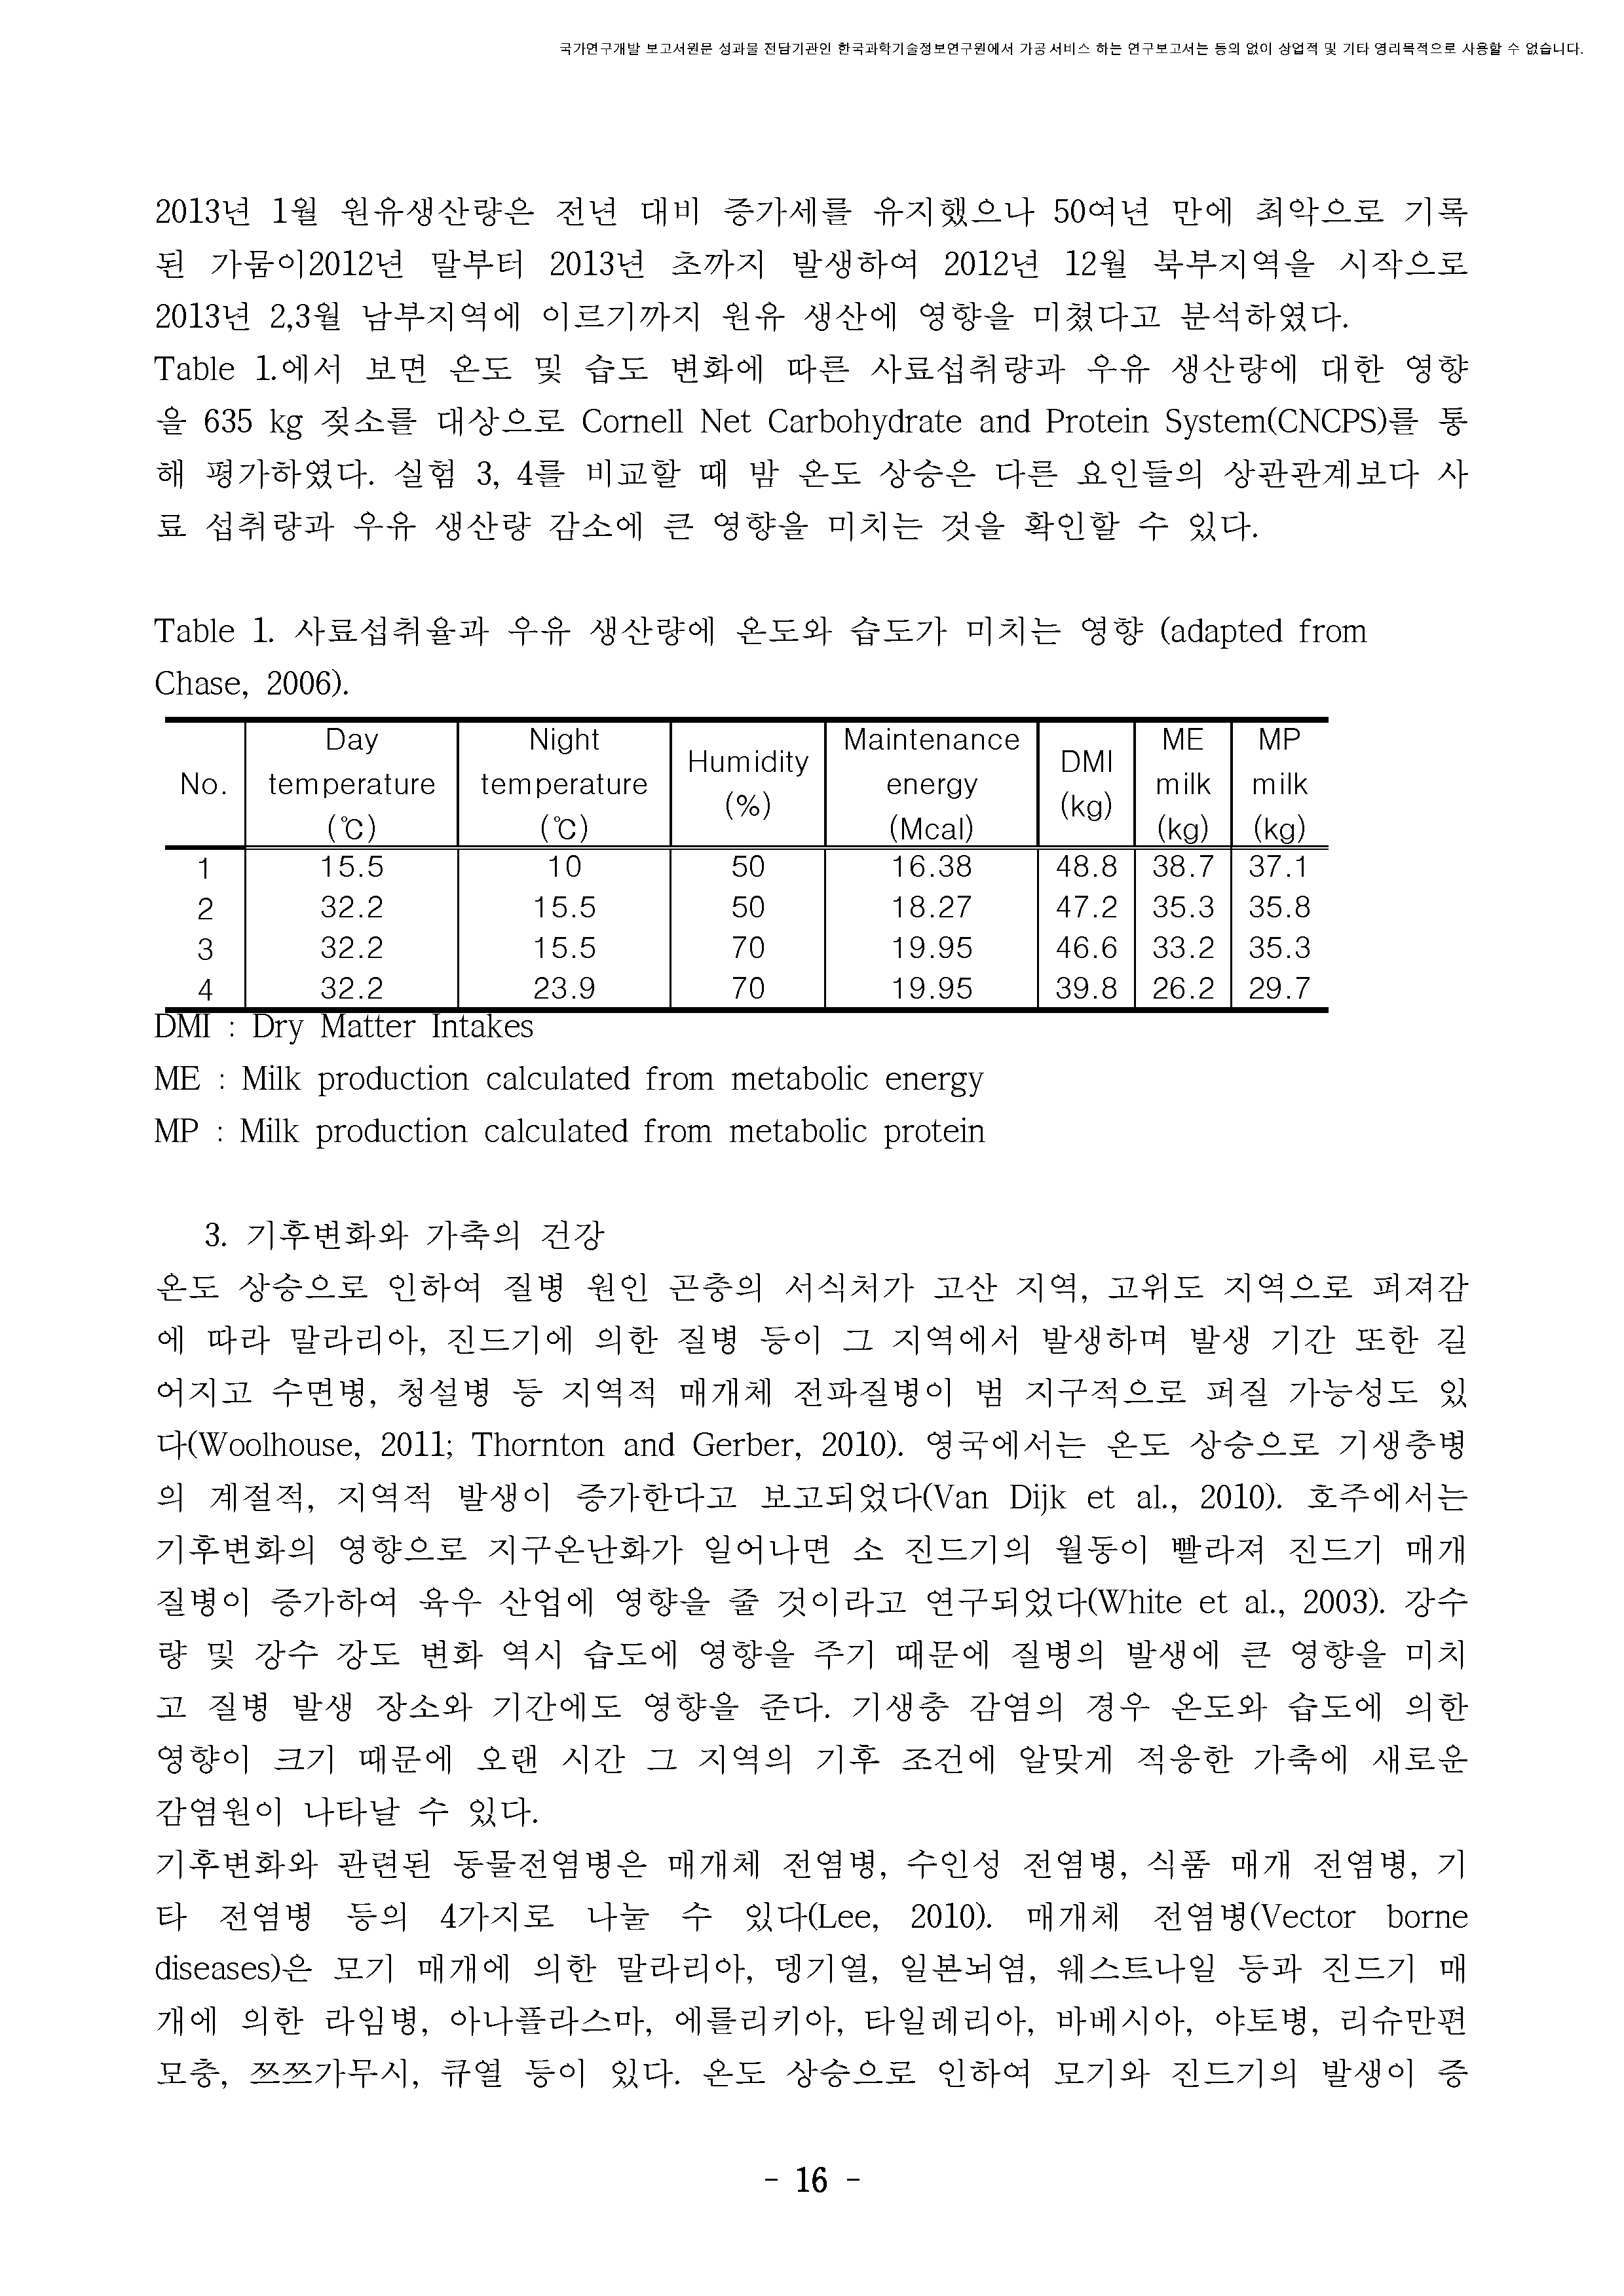 국가연구개발 보고서원문 성과물 전담기관인 한국과학기술정보연구원에서 가공·서비스 하는 연구보고서는 동의 없이 상업적 및 기타 영리목적으로 사용할 수 없습니다.
2013년 1월 원유생산량은 전년 대비 증가세를 유지했으나 50여년 만에 최악으로 기록
된 가뭄이2012년 말부터 2013년 초까지 발생하여 2012년 12월 북부지역을 시작으로
2013년 2,3월 남부지역에 이르기까지 원유 생산에 영향을 미쳤다고 분석하였다.
Table 1.에서 보면 온도 및 습도 변화에 따른 사료섭취량과 우유 생산량에 대한 영향
을 635 kg 젖소를 대상으로 Cornell Net Carbohydrate and Protein System(CNCPS)를 통
해 평가하였다. 실험 3, 4를 비교할 때 밤 온도 상승은 다른 요인들의 상관관계보다 사
료 섭취량과 우유 생산량 감소에 큰 영향을 미치는 것을 확인할 수 있다.
Table 1. 사료섭취율과 우유 생산량에 온도와 습도가 미치는 영향 (adapted from
Chase, 2006).
No. Day temperature (℃) Night temperature (℃) Humidity (%) Maintenance energy (Mcal) DMI (kg) ME milk (kg) MP milk (kg)
1 15.5 10 50 16.38 48.8 38.7 37.1
2 32.2 15.5 50 18.27 47.2 35.3 35.8
3 32.2 15.5 70 19.95 46.6 33.2 35.3
4 32.2 23.9 70 19.95 39.8 26.2 29.7
DMI : Dry Matter Intakes
ME : Milk production calculated from metabolic energy
MP : Milk production calculated from metabolic protein
3. 기후변화와 가축의 건강
온도 상승으로 인하여 질병 원인 곤충의 서식처가 고산 지역, 고위도 지역으로 퍼져감
에 따라 말라리아, 진드기에 의한 질병 등이 그 지역에서 발생하며 발생 기간 또한 길
어지고 수면병, 청설병 등 지역적 매개체 전파질병이 범 지구적으로 퍼질 가능성도 있
다(Woolhouse, 2011; Thornton and Gerber, 2010). 영국에서는 온도 상승으로 기생충병
의 계절적, 지역적 발생이 증가한다고 보고되었다(Van Dijk et al., 2010). 호주에서는
기후변화의 영향으로 지구온난화가 일어나면 소 진드기의 월동이 빨라져 진드기 매개
질병이 증가하여 육우 산업에 영향을 줄 것이라고 연구되었다(White et al., 2003). 강수
량 및 강수 강도 변화 역시 습도에 영향을 주기 때문에 질병의 발생에 큰 영향을 미치
고 질병 발생 장소와 기간에도 영향을 준다. 기생충 감염의 경우 온도와 습도에 의한
영향이 크기 때문에 오랜 시간 그 지역의 기후 조건에 알맞게 적응한 가축에 새로운
감염원이 나타날 수 있다.
기후변화와 관련된 동물전염병은 매개체 전염병, 수인성 전염병, 식품 매개 전염병, 기
타 전염병 등의 4가지로 나눌 수 있다(Lee, 2010). 매개체 전염병(Vector borne
diseases)은 모기 매개에 의한 말라리아, 뎅기열, 일본뇌염, 웨스트나일 등과 진드기 매
개에 의한 라임병, 아나플라스마, 에를리키아, 타일레리아, 바베시아, 야토병, 리슈만편
모충, 쯔쯔가무시, 큐열 등이 있다. 온도 상승으로 인하여 모기와 진드기의 발생이 증
- 16 -